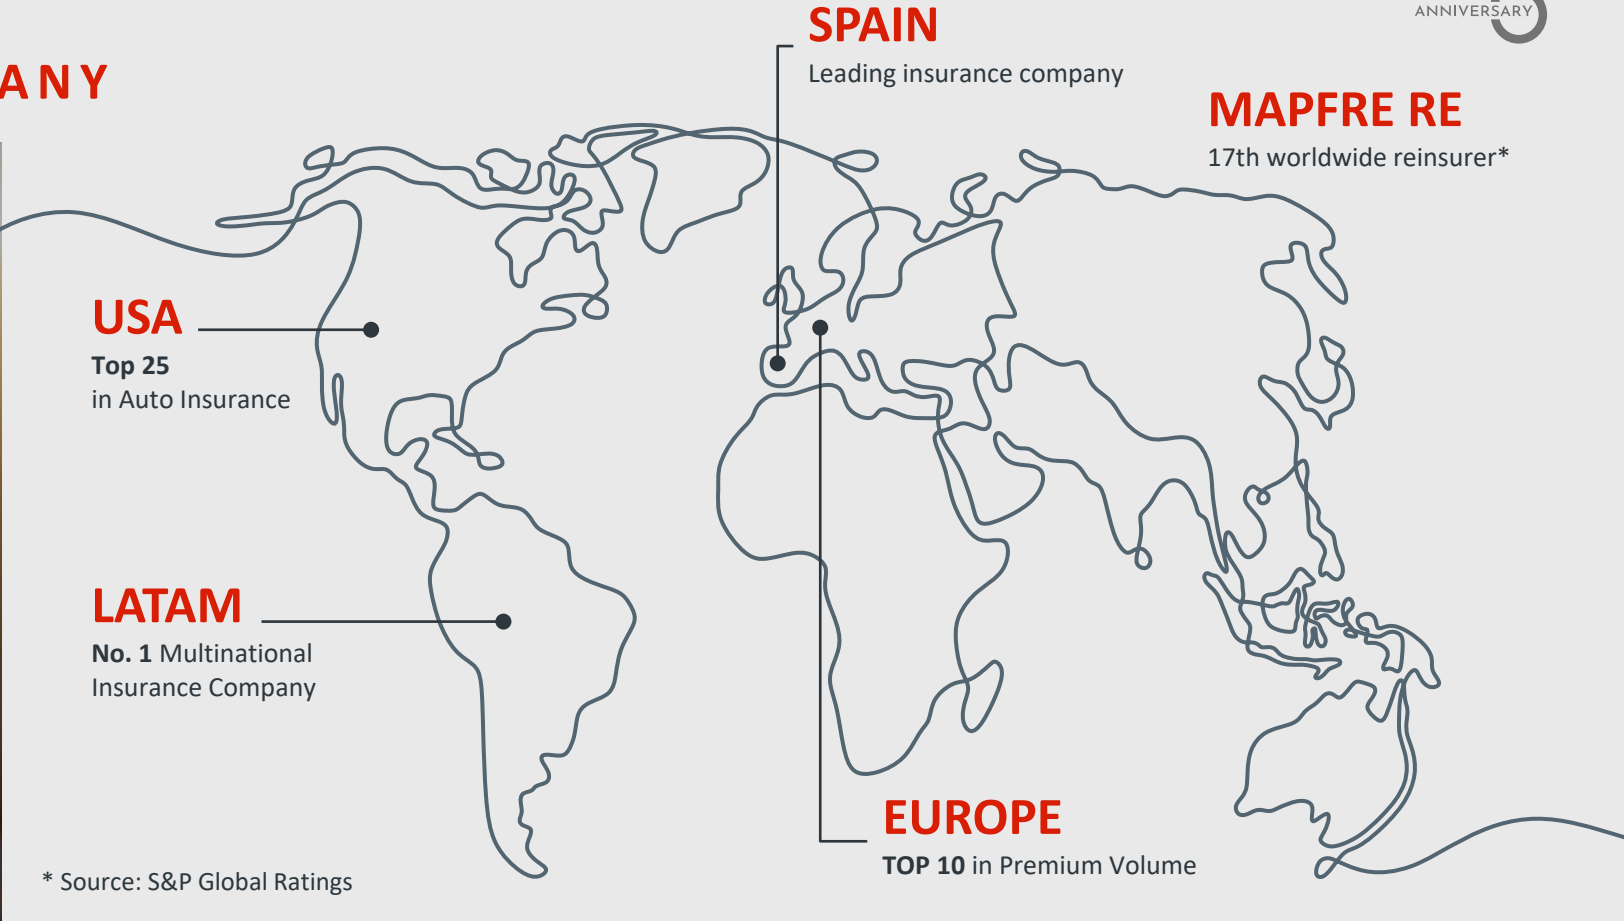 ANNIVERSARY
ANY
SPAIN
Leading insurance company
MAPFRE RE
17th worldwide reinsurer*
USA
Top 25
in Auto Insurance
LATAM
No. 1 Multinational
Insurance Company
EUROPE
TOP 10 in Premium Volume
* Source: S&P Global Ratings